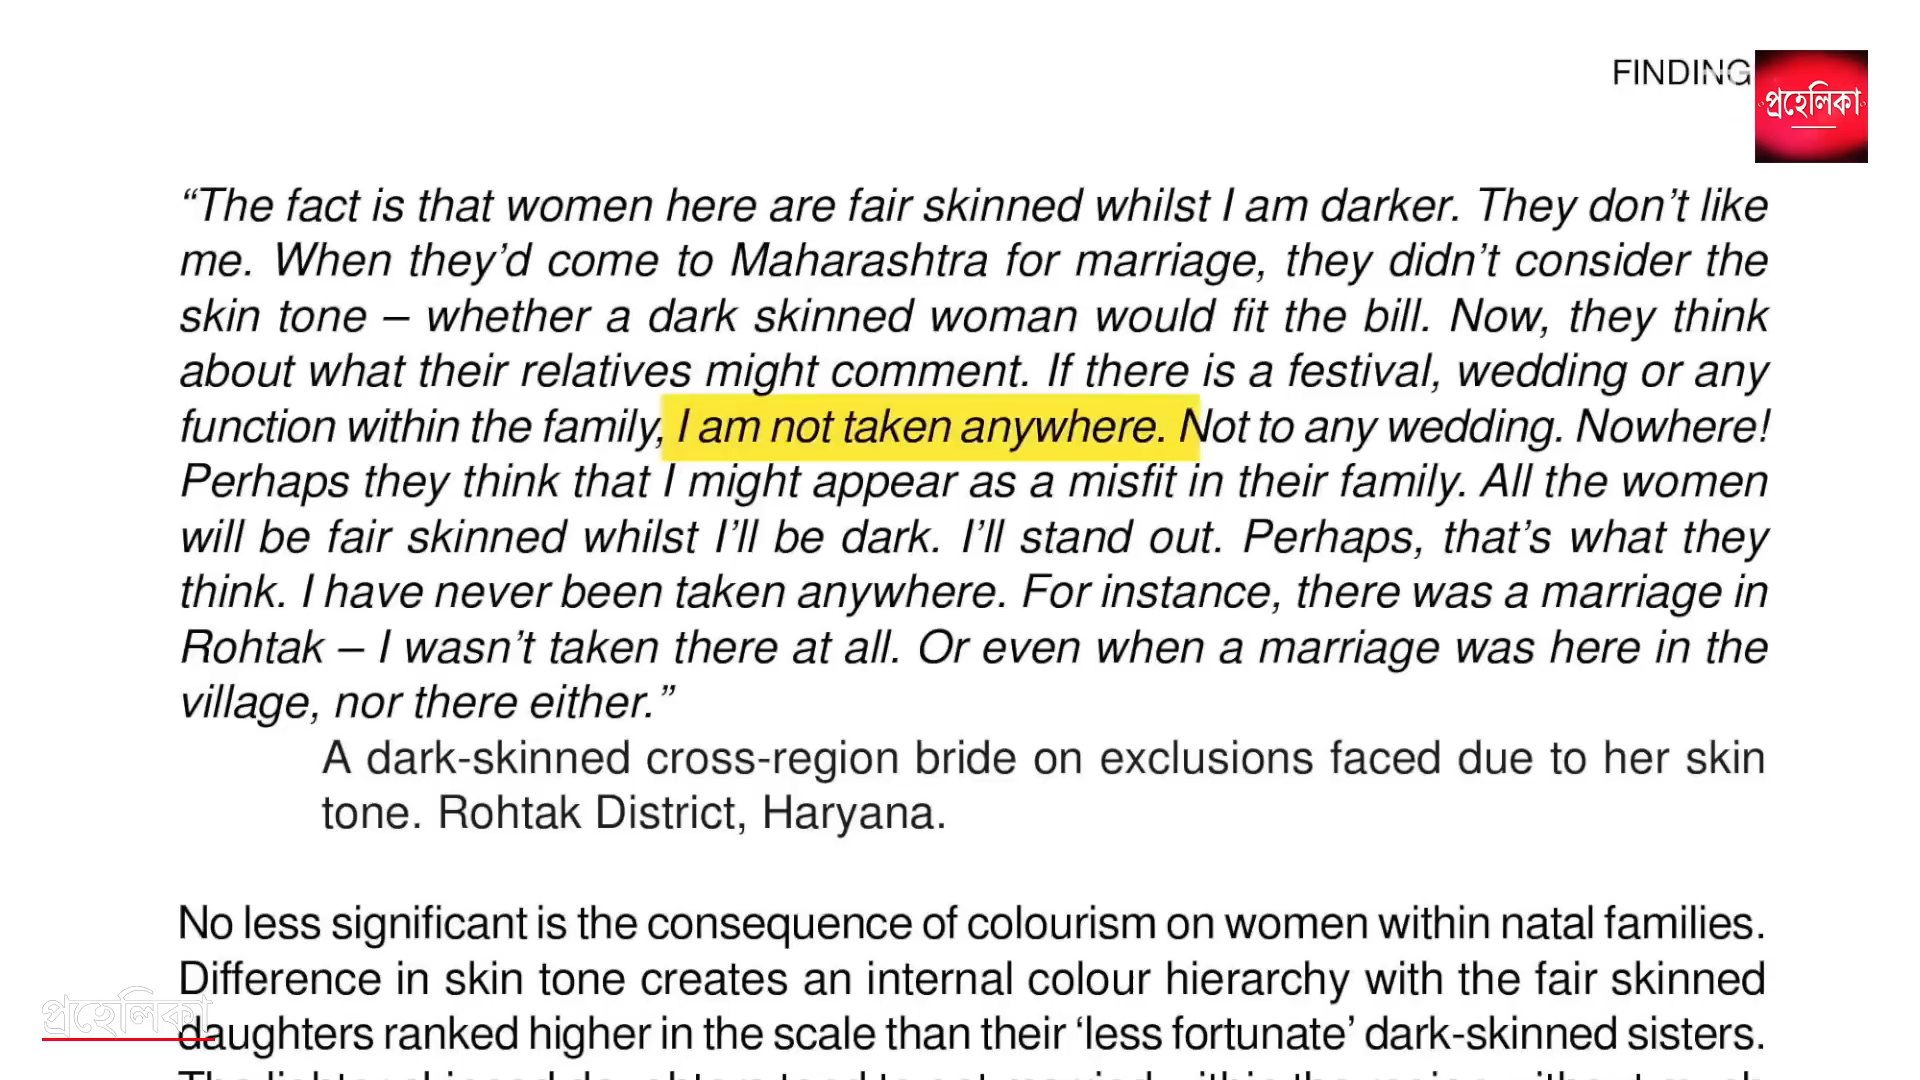 FINDING
প্রহেলিকা
“The fact is that women here are fair skinned whilst I am darker. They don’t like
me. When they’d come to Maharashtra for marriage, they didn’t consider the
skin tone – whether a dark skinned woman would fit the bill. Now, they think
about what their relatives might comment. If there is a festival, wedding or any
function within the family, I am not taken anywhere. Not to any wedding. Nowhere!
Perhaps they think that I might appear as a misfit in their family. All the women
will be fair skinned whilst I’ll be dark. I’ll stand out. Perhaps, that’s what they
think. I have never been taken anywhere. For instance, there was a marriage in
Rohtak – I wasn’t taken there at all. Or even when a marriage was here in the
village, nor there either.”
A dark-skinned cross-region bride on exclusions faced due to her skin
tone. Rohtak District, Haryana.
No less significant is the consequence of colourism on women within natal families.
Difference in skin tone creates an internal colour hierarchy with the fair skinned
প্রহেলিকা
daughters ranked higher in the scale than their ‘less fortunate’ dark-skinned sisters.